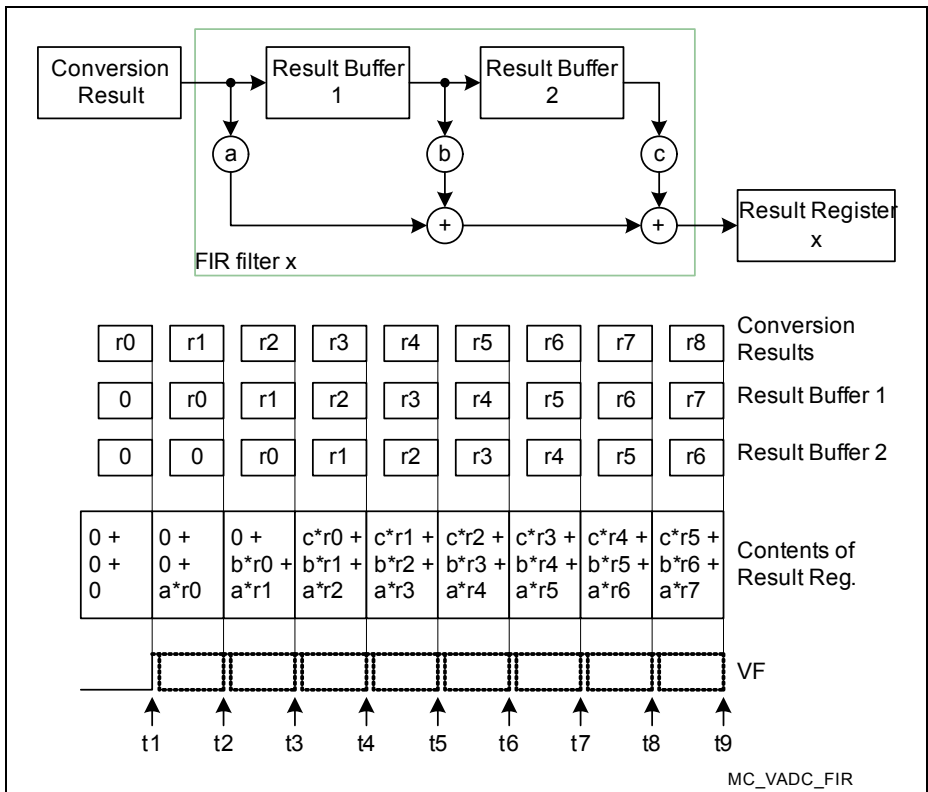 Conversion
Result
Result Buffer
1
Result Buffer
2
a
b
c
+
+
Result Register
x
FIR filter x
r0 r1 r2 r3 r4 r5 r6 r7 r8
Conversion
Results
0 r0 r1 r2 r3 r4 r5 r6 r7 Result Buffer 1
0 0 r0 r1 r2 r3 r4 r5 r6 Result Buffer 2
0 + 0 + 0 + c*r0 + c*r1 + c*r2 + c*r3 + c*r4 + c*r5 +
0 + 0 + b*r0 + b*r1 + b*r2 + b*r3 + b*r4 + b*r5 + b*r6 +
0 a*r0 a*r1 a*r2 a*r3 a*r4 a*r5 a*r6 a*r7
Contents of
Result Reg.
VF
t1 t2 t3 t4 t5 t6 t7 t8 t9
MC_VADC_FIR